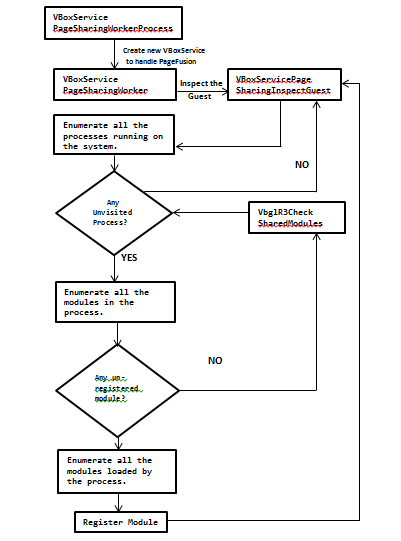 VBoxService
PageSharingWorkerProcess
Create new VBoxService
to handle PageFusion
VBoxService
PageSharingWorker
Inspect the
Guest
VBoxServicePage
SharingInspectGuest
Enumerate all the
processes running on
the system.
NO
Any
Unvisited
Process?
VbglR3Check
SharedModules
YES
Enumerate all the
modules in the
process.
NO
Any un-
registered
module?
Enumerate all the
modules loaded by
the process.
Register Module